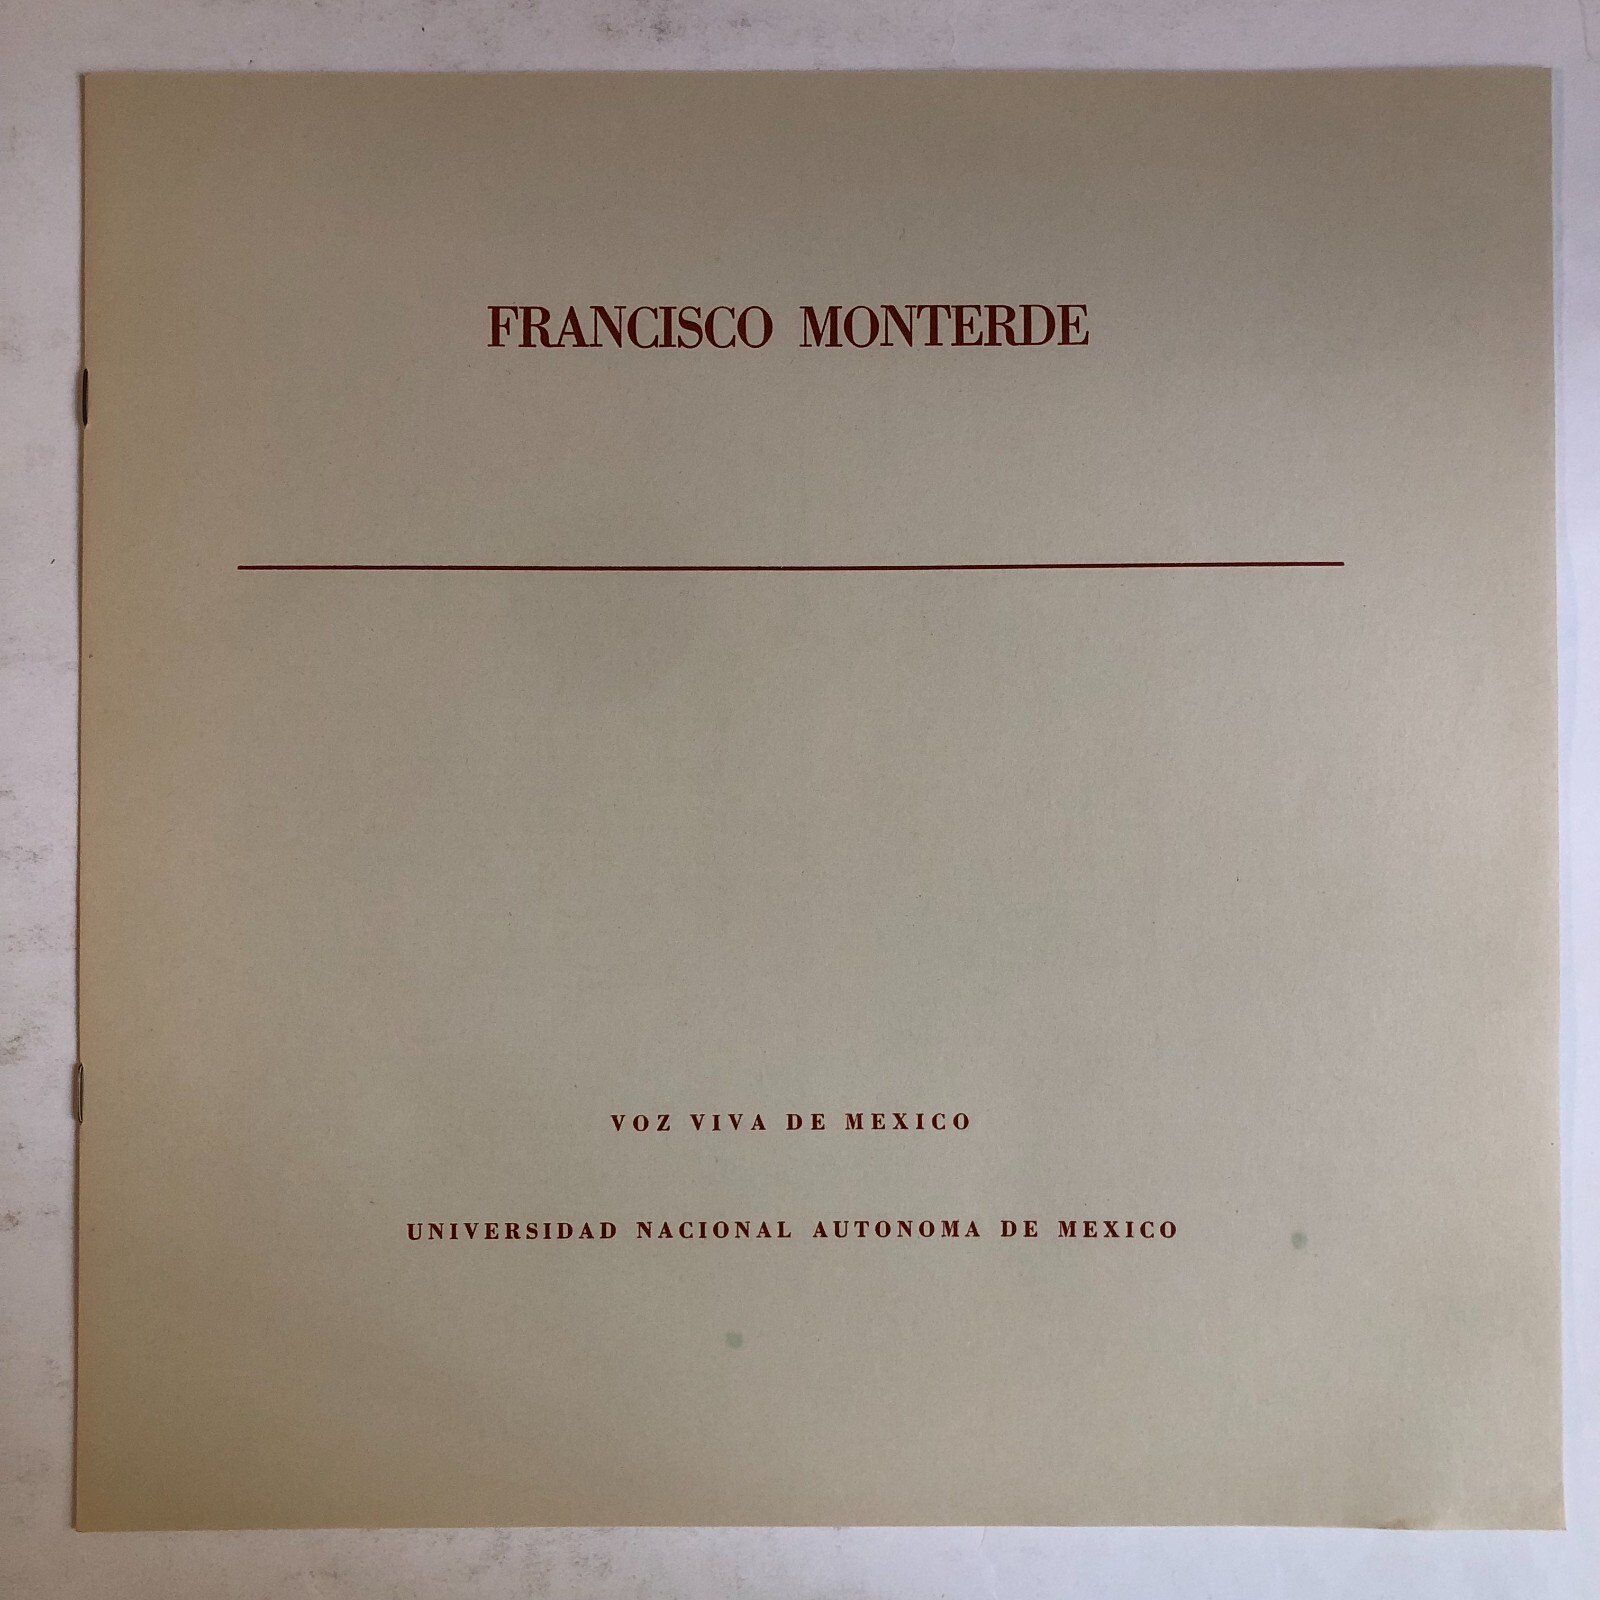 FRANCISCO MONTERDE
VOZ VIVA DE MEXICO
UNIVERSIDAD NACIONAL AUTONOMA DE MEXICO